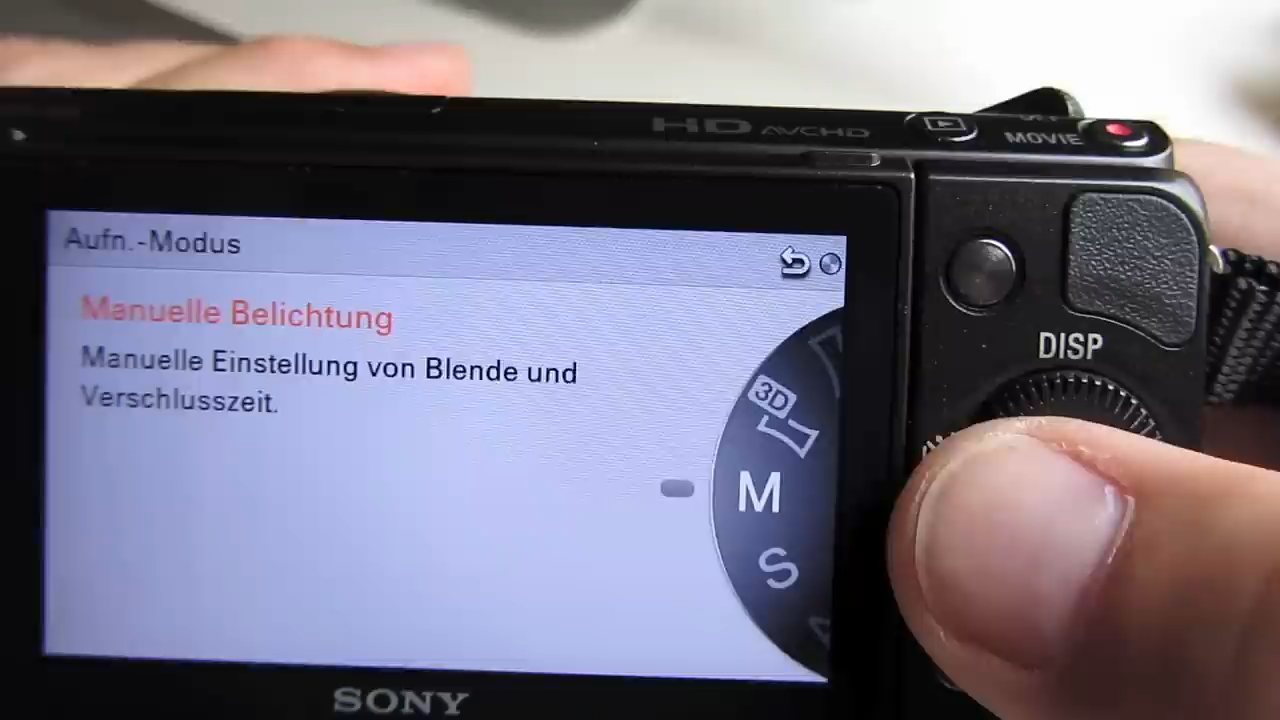 HD AVCHD
MOVIE
Aufn.-Modus
DISP
Manuelle Belichtung
Manuelle Einstellung von Blende und
Verschlusszeit.
3D
M
S
SONY